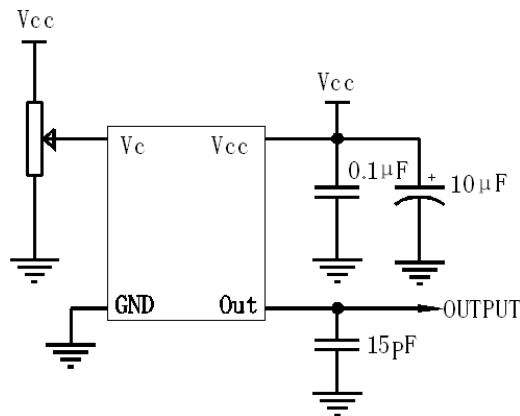 Vcc
Vcc
Vc
Vcc
0.1μF
+
10μF
GND
Out
OUTPUT
15pF